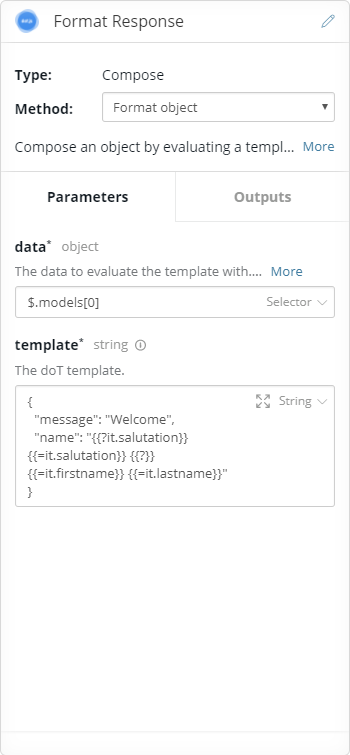 Format Response
Type: Compose
Method: Format object
Compose an object by evaluating a templ... More
Parameters Outputs
data* object
The data to evaluate the template with.... More
$.models[0] Selector
template* string
The doT template.
{ String
"message": "Welcome",
"name": "{{?it.salutation}}
{{=it.salutation}} {{?}}
{{=it.firstname}} {{=it.lastname}}"
}